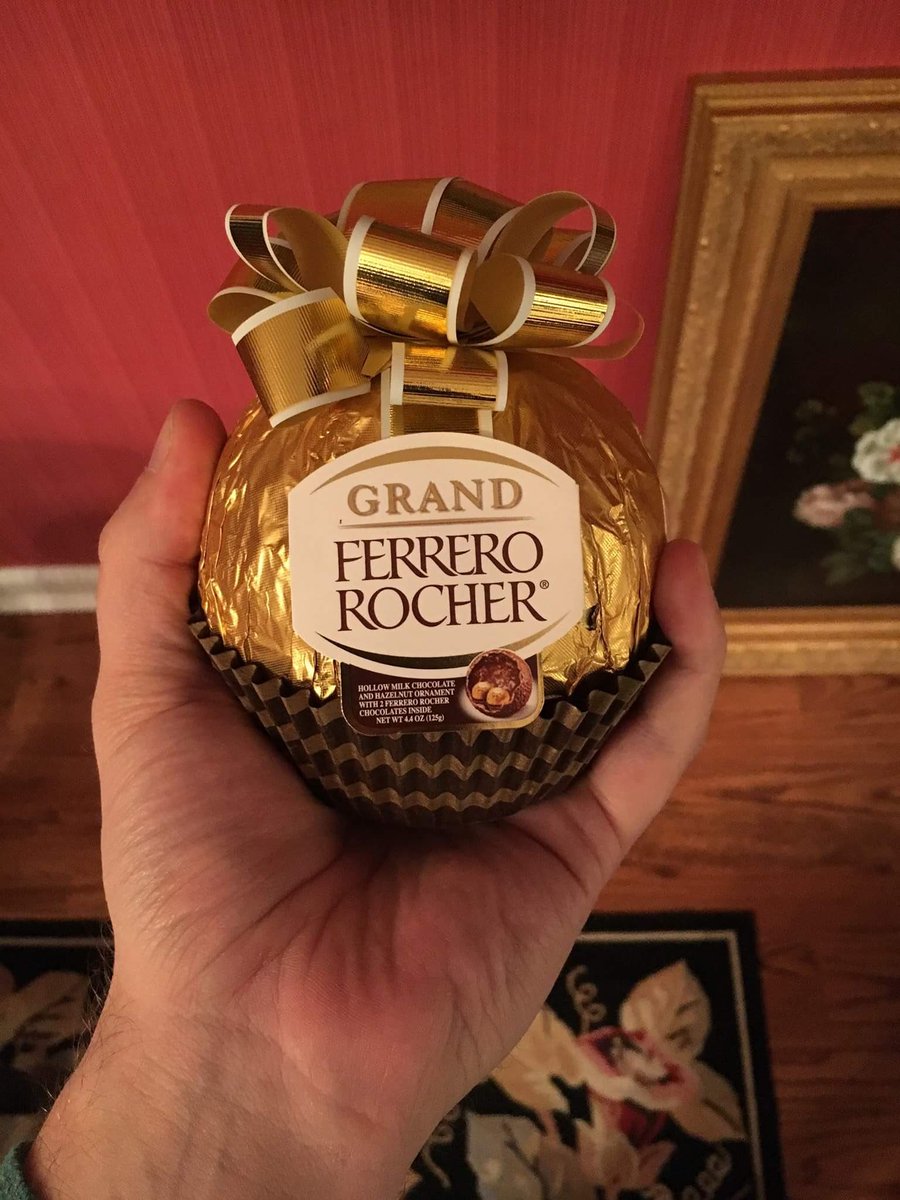 GRAND
FERRERO
ROCHER®
HOLLOW MILK CHOCOLATE
AND HAZELNUT ORNAMENT
WITH 2 FERRERO ROCHER
CHOCOLATES INSIDE
NET WT 4.4 OZ (125g)